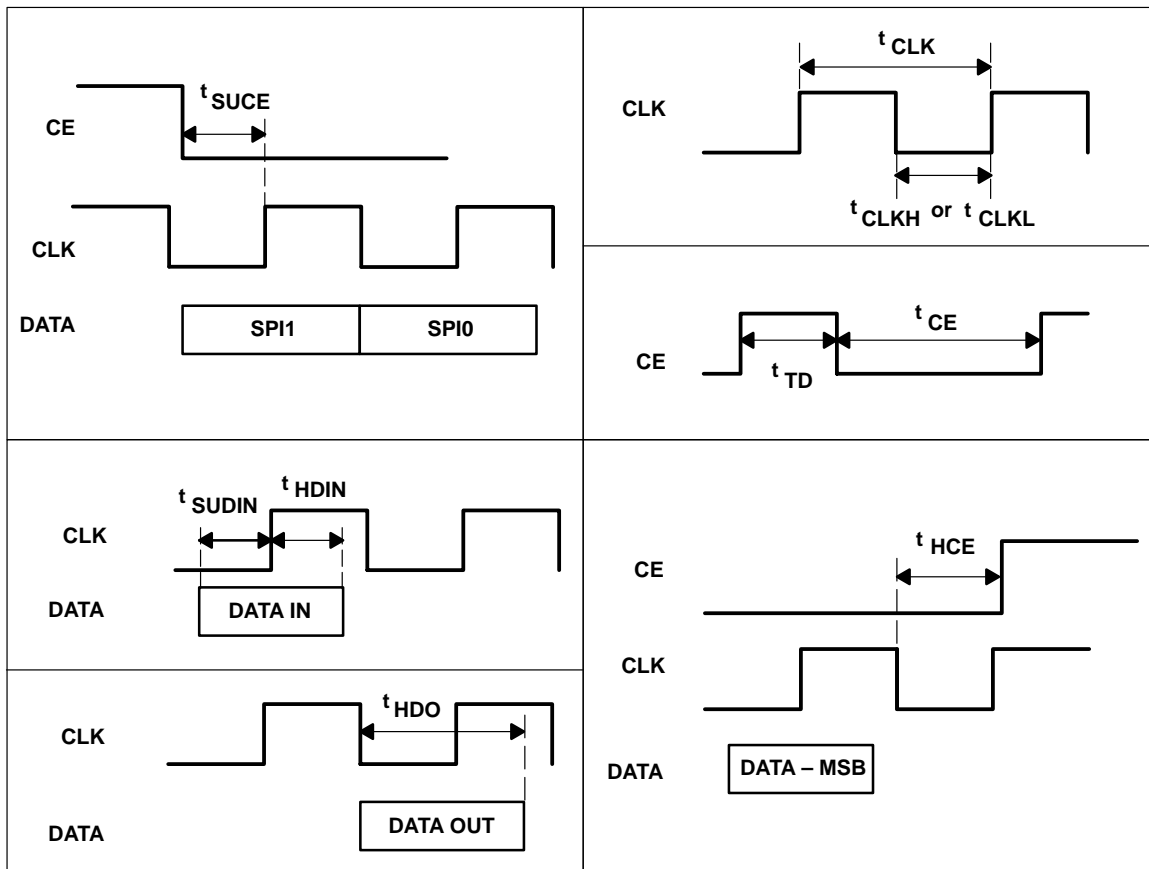 t SUCE
CE
CLK
DATA
SPI1
SPI0
t CLK
CLK
t CLKH or t CLKL
t CE
CE
t TD
t SUDIN
t HDIN
CLK
DATA
DATA IN
t HDO
CLK
DATA
DATA OUT
t HCE
CE
CLK
DATA
DATA – MSB